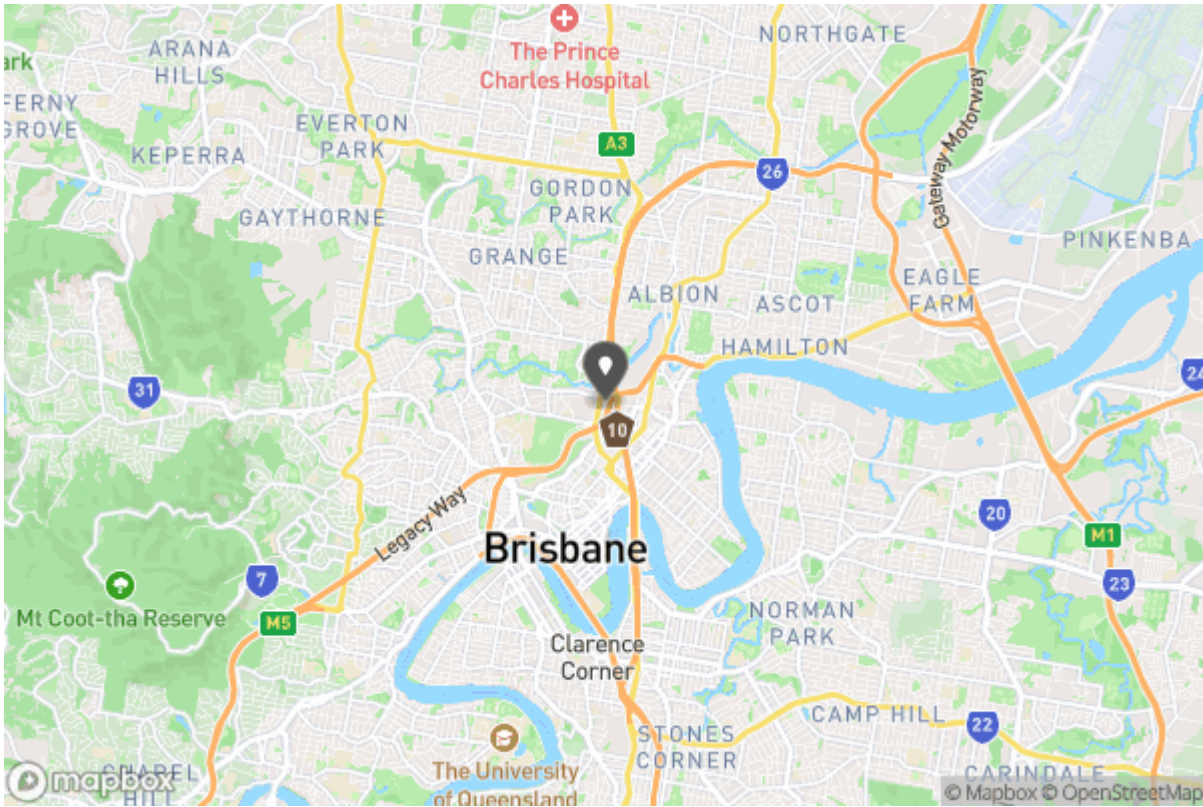 NORTHGATE
ARANA
HILLS
The Prince
Charles Hospital
ark
FERNY
GROVE
EVERTON
PARK
A3
KEPERRA
26
Gateway Motorway
GORDON
PARK
GAYTHORNE
PINKENBA
GRANGE
EAGLE
FARM
ALBION
ASCOT
HAMILTON
31
24
10
Legacy Way
20
Brisbane
M1
7
23
Mt Coot-tha Reserve
M5
NORMAN
PARK
Clarence
Corner
CAMP HILL
22
STONES
CORNER
The University
of Queensland
CHAPEL
HILL
mapbox
CARINDALE
© Mapbox © OpenStreetMap